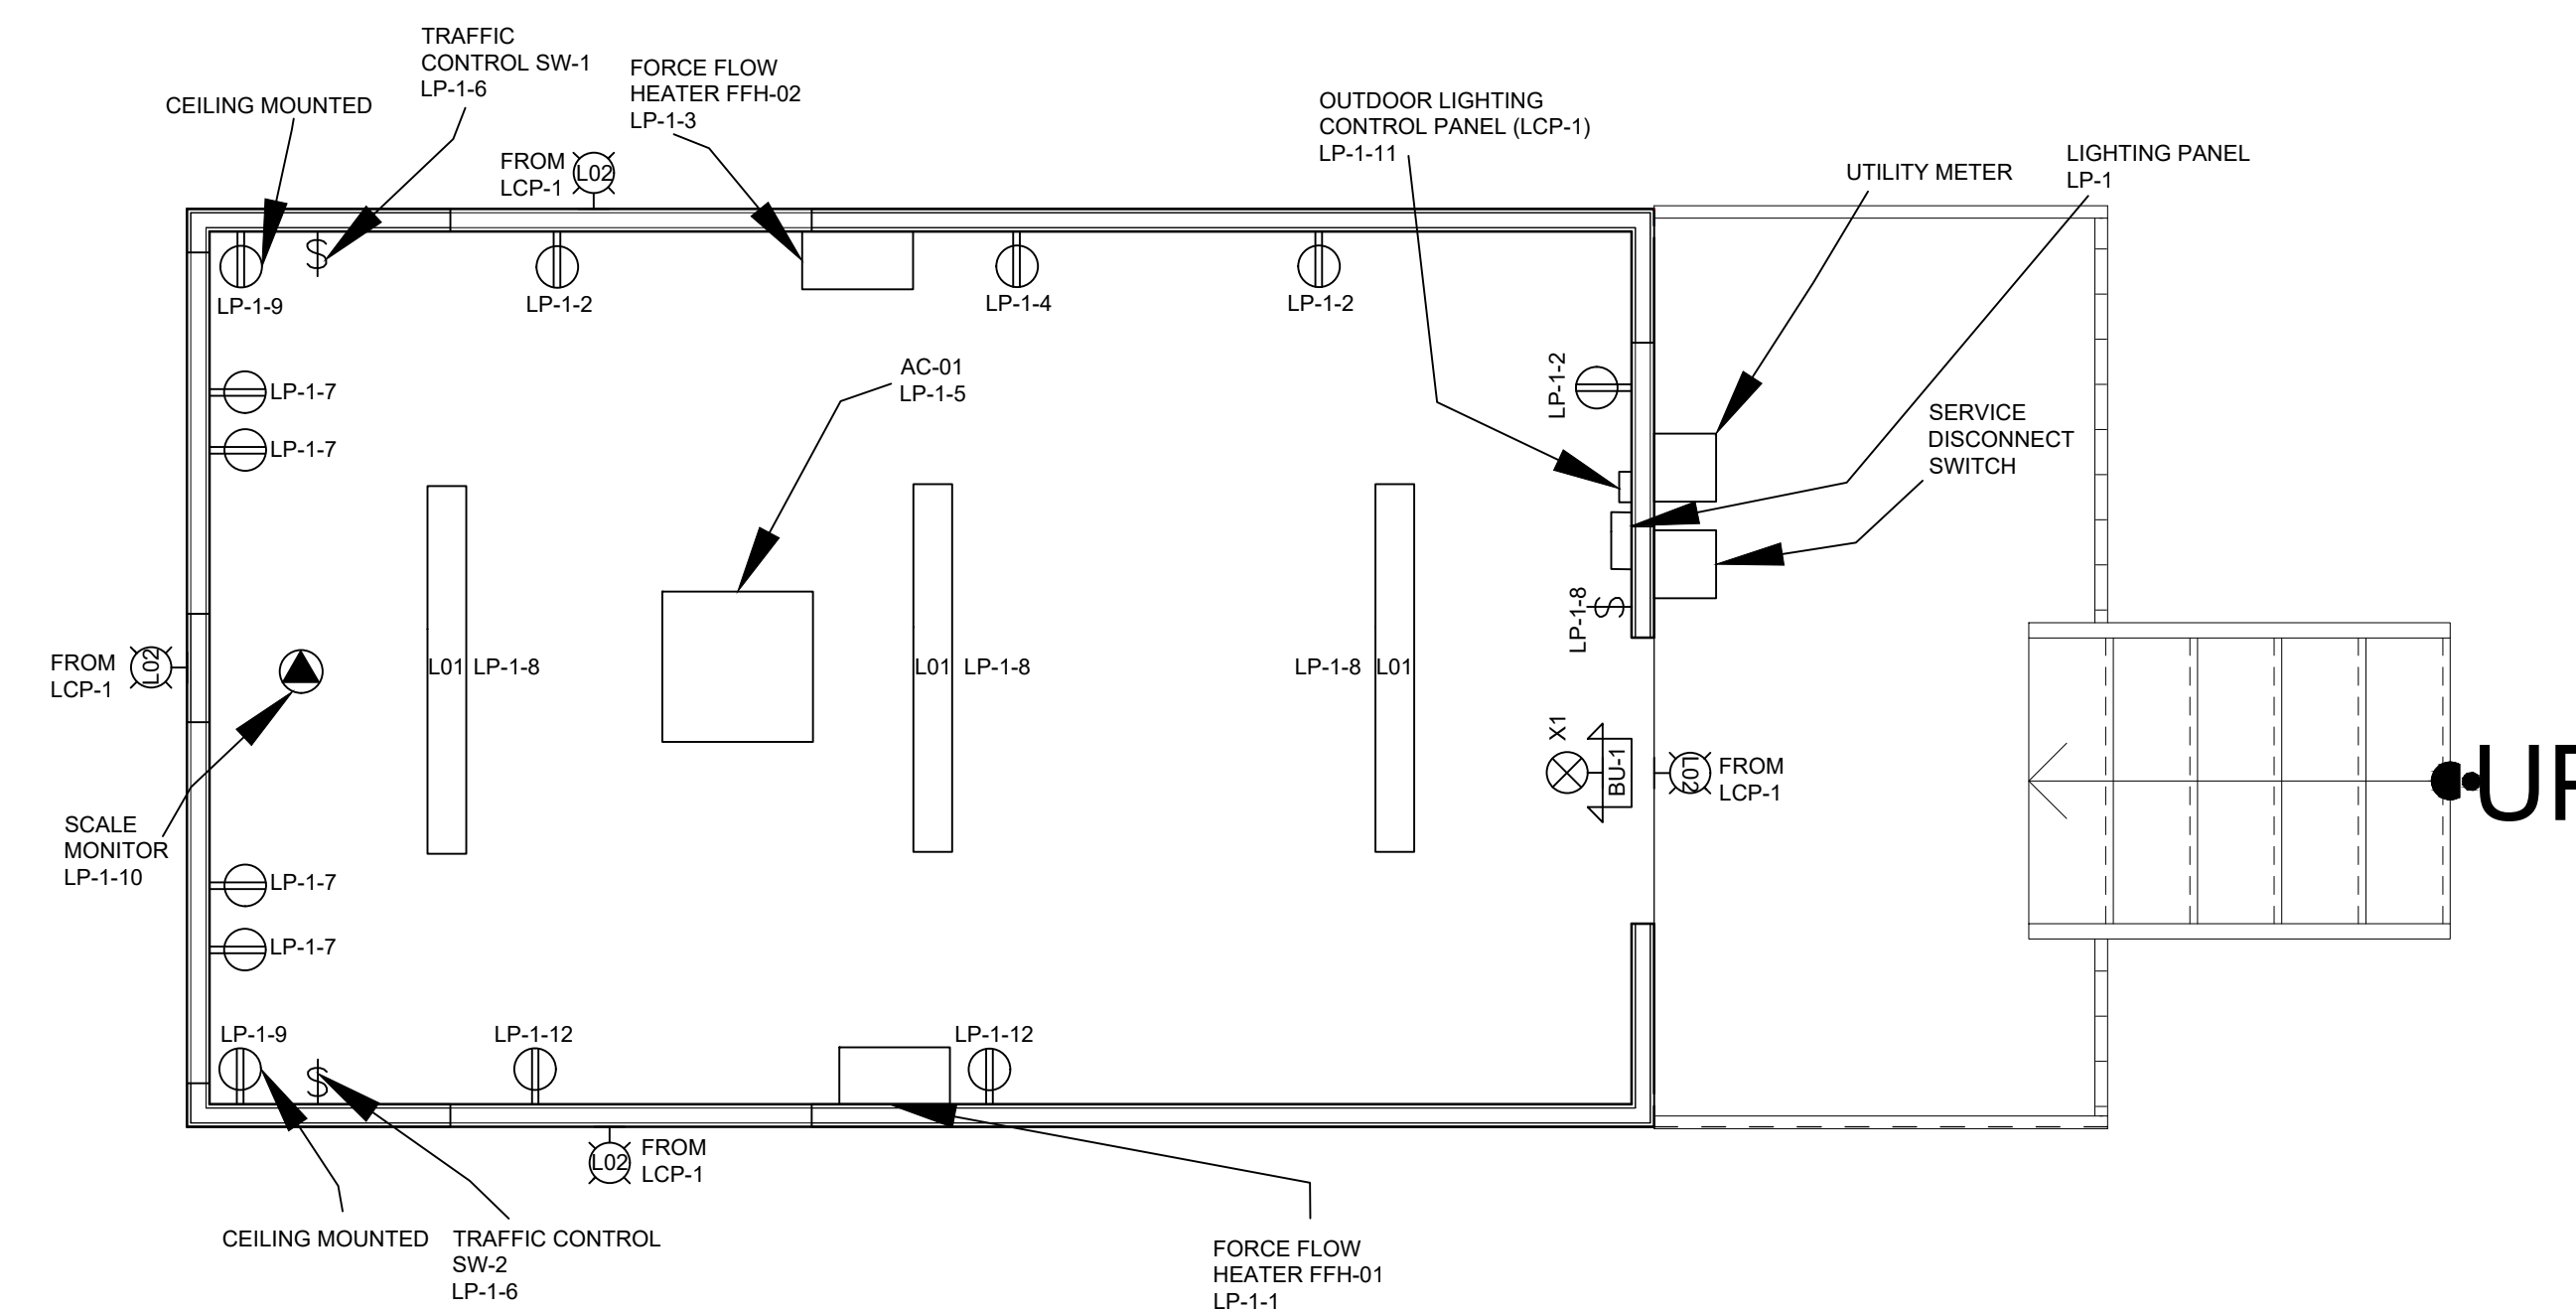 TRAFFIC
CONTROL SW-1
LP-1-6
CEILING MOUNTED
FORCE FLOW
HEATER FFH-02
LP-1-3
OUTDOOR LIGHTING
CONTROL PANEL (LCP-1)
LP-1-11
UTILITY METER
LIGHTING PANEL
LP-1
FROM
LCP-1
L02
$
LP-1-9
LP-1-2
LP-1-4
LP-1-2
LP-1-2
LP-1-7
LP-1-7
AC-01
LP-1-5
SERVICE
DISCONNECT
SWITCH
LP-1-8
$
FROM
LCP-1
L02
L01
LP-1-8
L01
LP-1-8
LP-1-8
L01
X1
BU-1
L02
FROM
LCP-1
UP
SCALE
MONITOR
LP-1-10
LP-1-7
LP-1-7
LP-1-9
$
LP-1-12
LP-1-12
L02
FROM
LCP-1
CEILING MOUNTED
TRAFFIC CONTROL
SW-2
LP-1-6
FORCE FLOW
HEATER FFH-01
LP-1-1